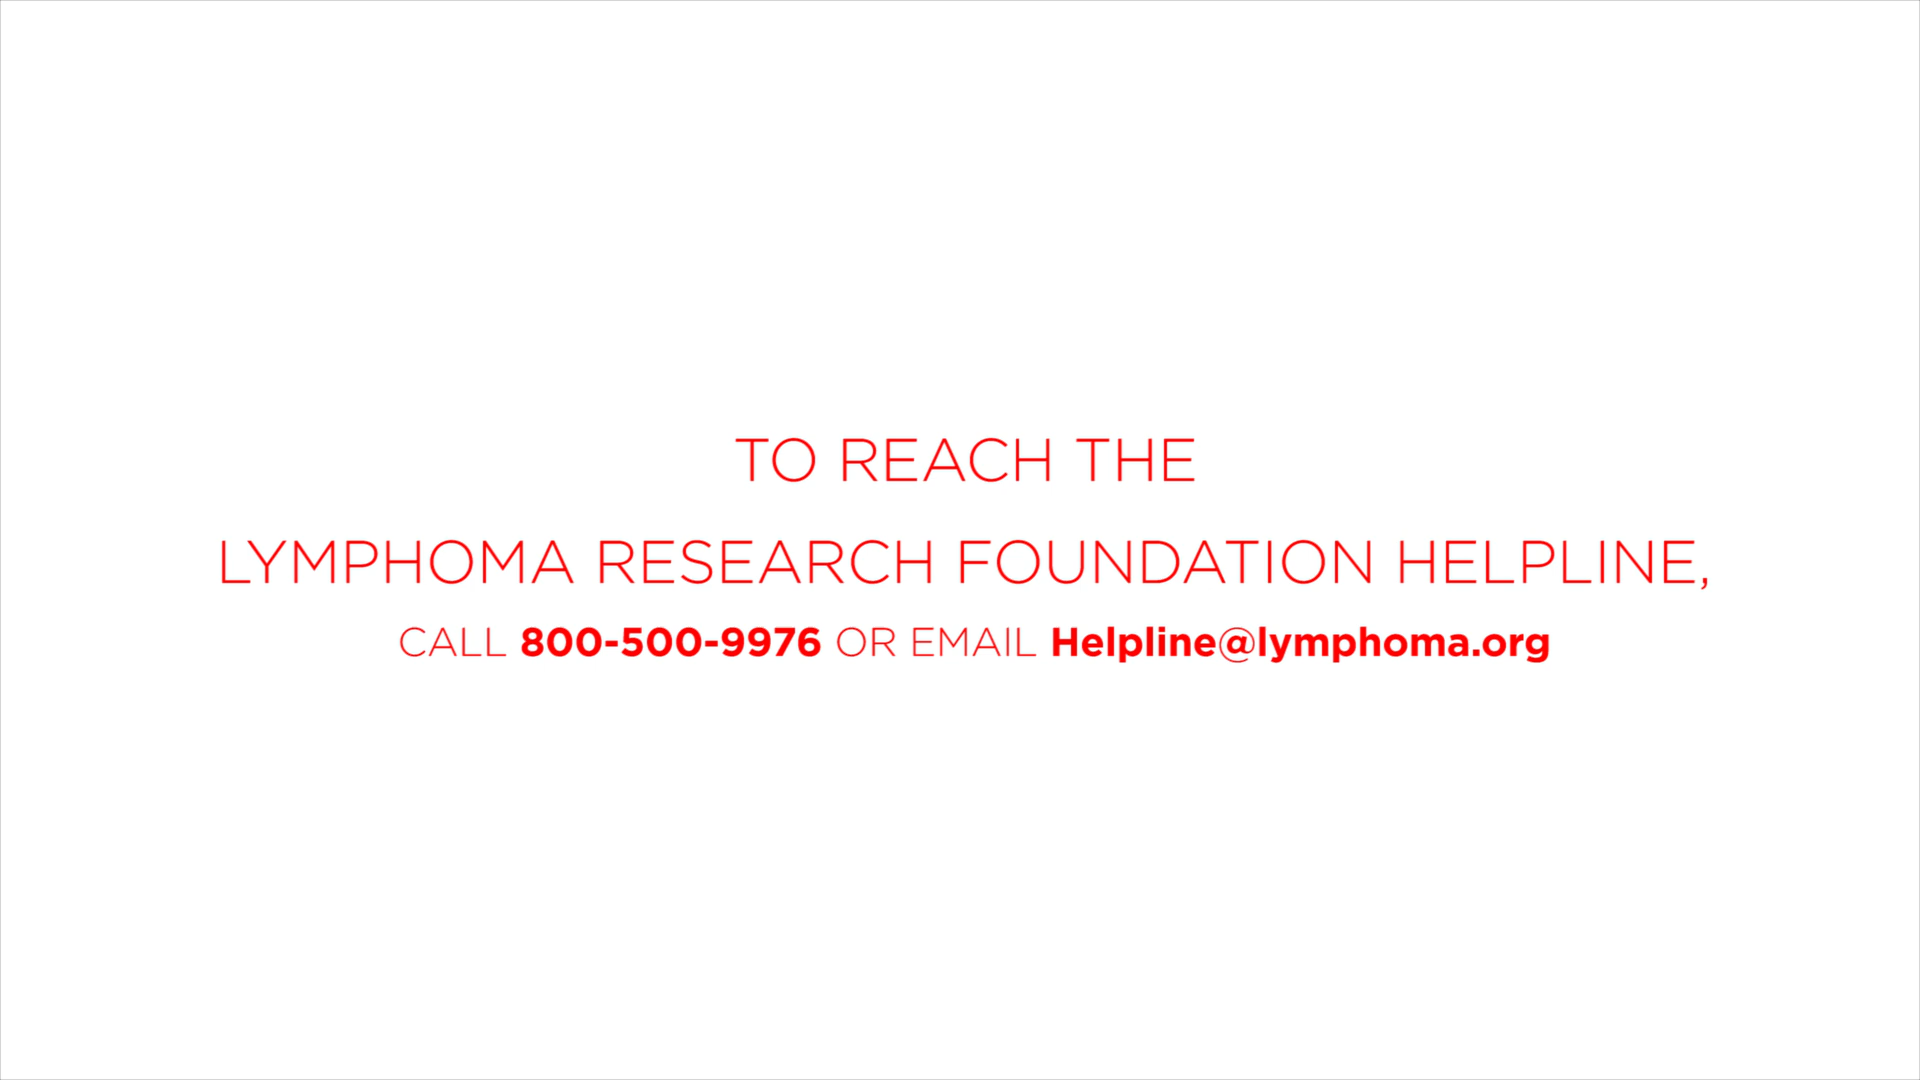 TO REACH THE
LYMPHOMA RESEARCH FOUNDATION HELPLINE,
CALL 800-500-9976 OR EMAIL Helpline@lymphoma.org